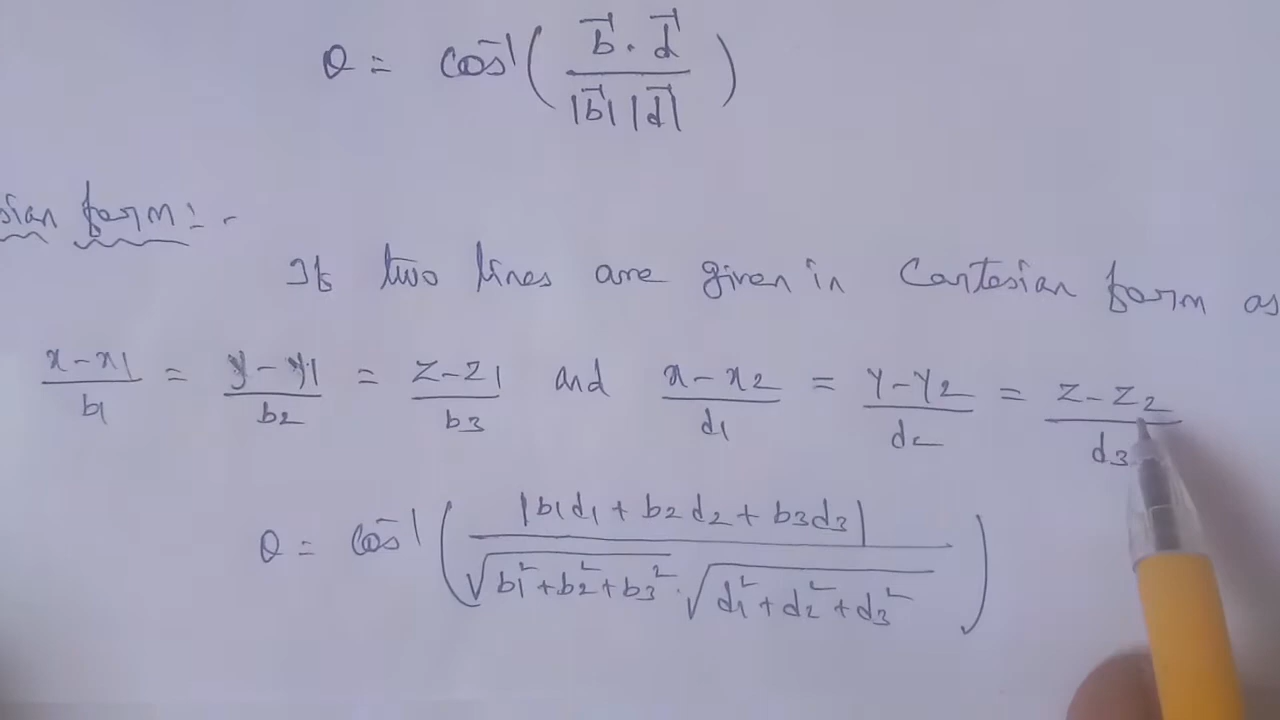 θ = cos⁻¹( b⃗ . d⃗ / |b⃗| |d⃗| )
sian form:-
If two lines are given in Cartesian form as
x-x1/b1 = y-y1/b2 = z-z1/b3 and x-x2/d1 = y-y2/d2 = z-z2/d3
θ = cos⁻¹( |b1d1 + b2d2 + b3d3| / √(b1²+b2²+b3²) . √(d1²+d2²+d3²) )